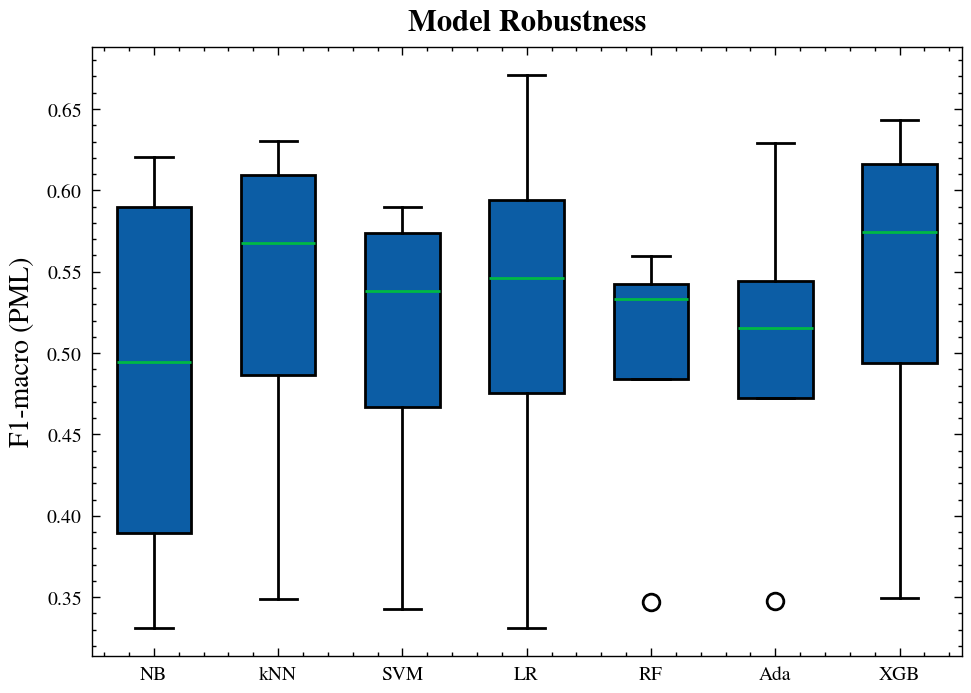 Model Robustness
F1-macro (PML)
0.65
0.60
0.55
0.50
0.45
0.40
0.35
NB kNN SVM LR RF Ada XGB